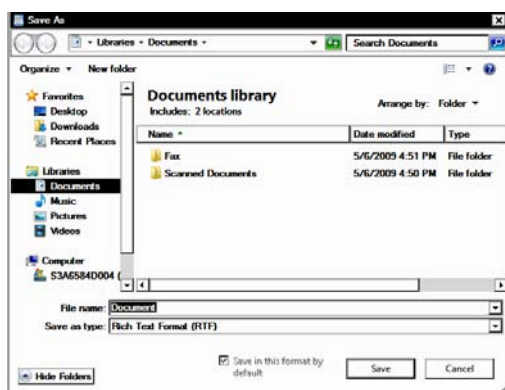 Save As
Libraries Documents Search Documents
Organize New folder
Favorites
Desktop
Downloads
Recent Places
Libraries
Documents
Music
Pictures
Videos
Computer
S3A6584D004 (
Documents library
Includes: 2 locations
Arrange by: Folder
Name Date modified Type
Fax 5/6/2009 4:51 PM File folder
Scanned Documents 5/6/2009 4:50 PM File folder
File name: Document
Save as type: Rich Text Format (RTF)
Save in this format by
default
Hide Folders Save Cancel